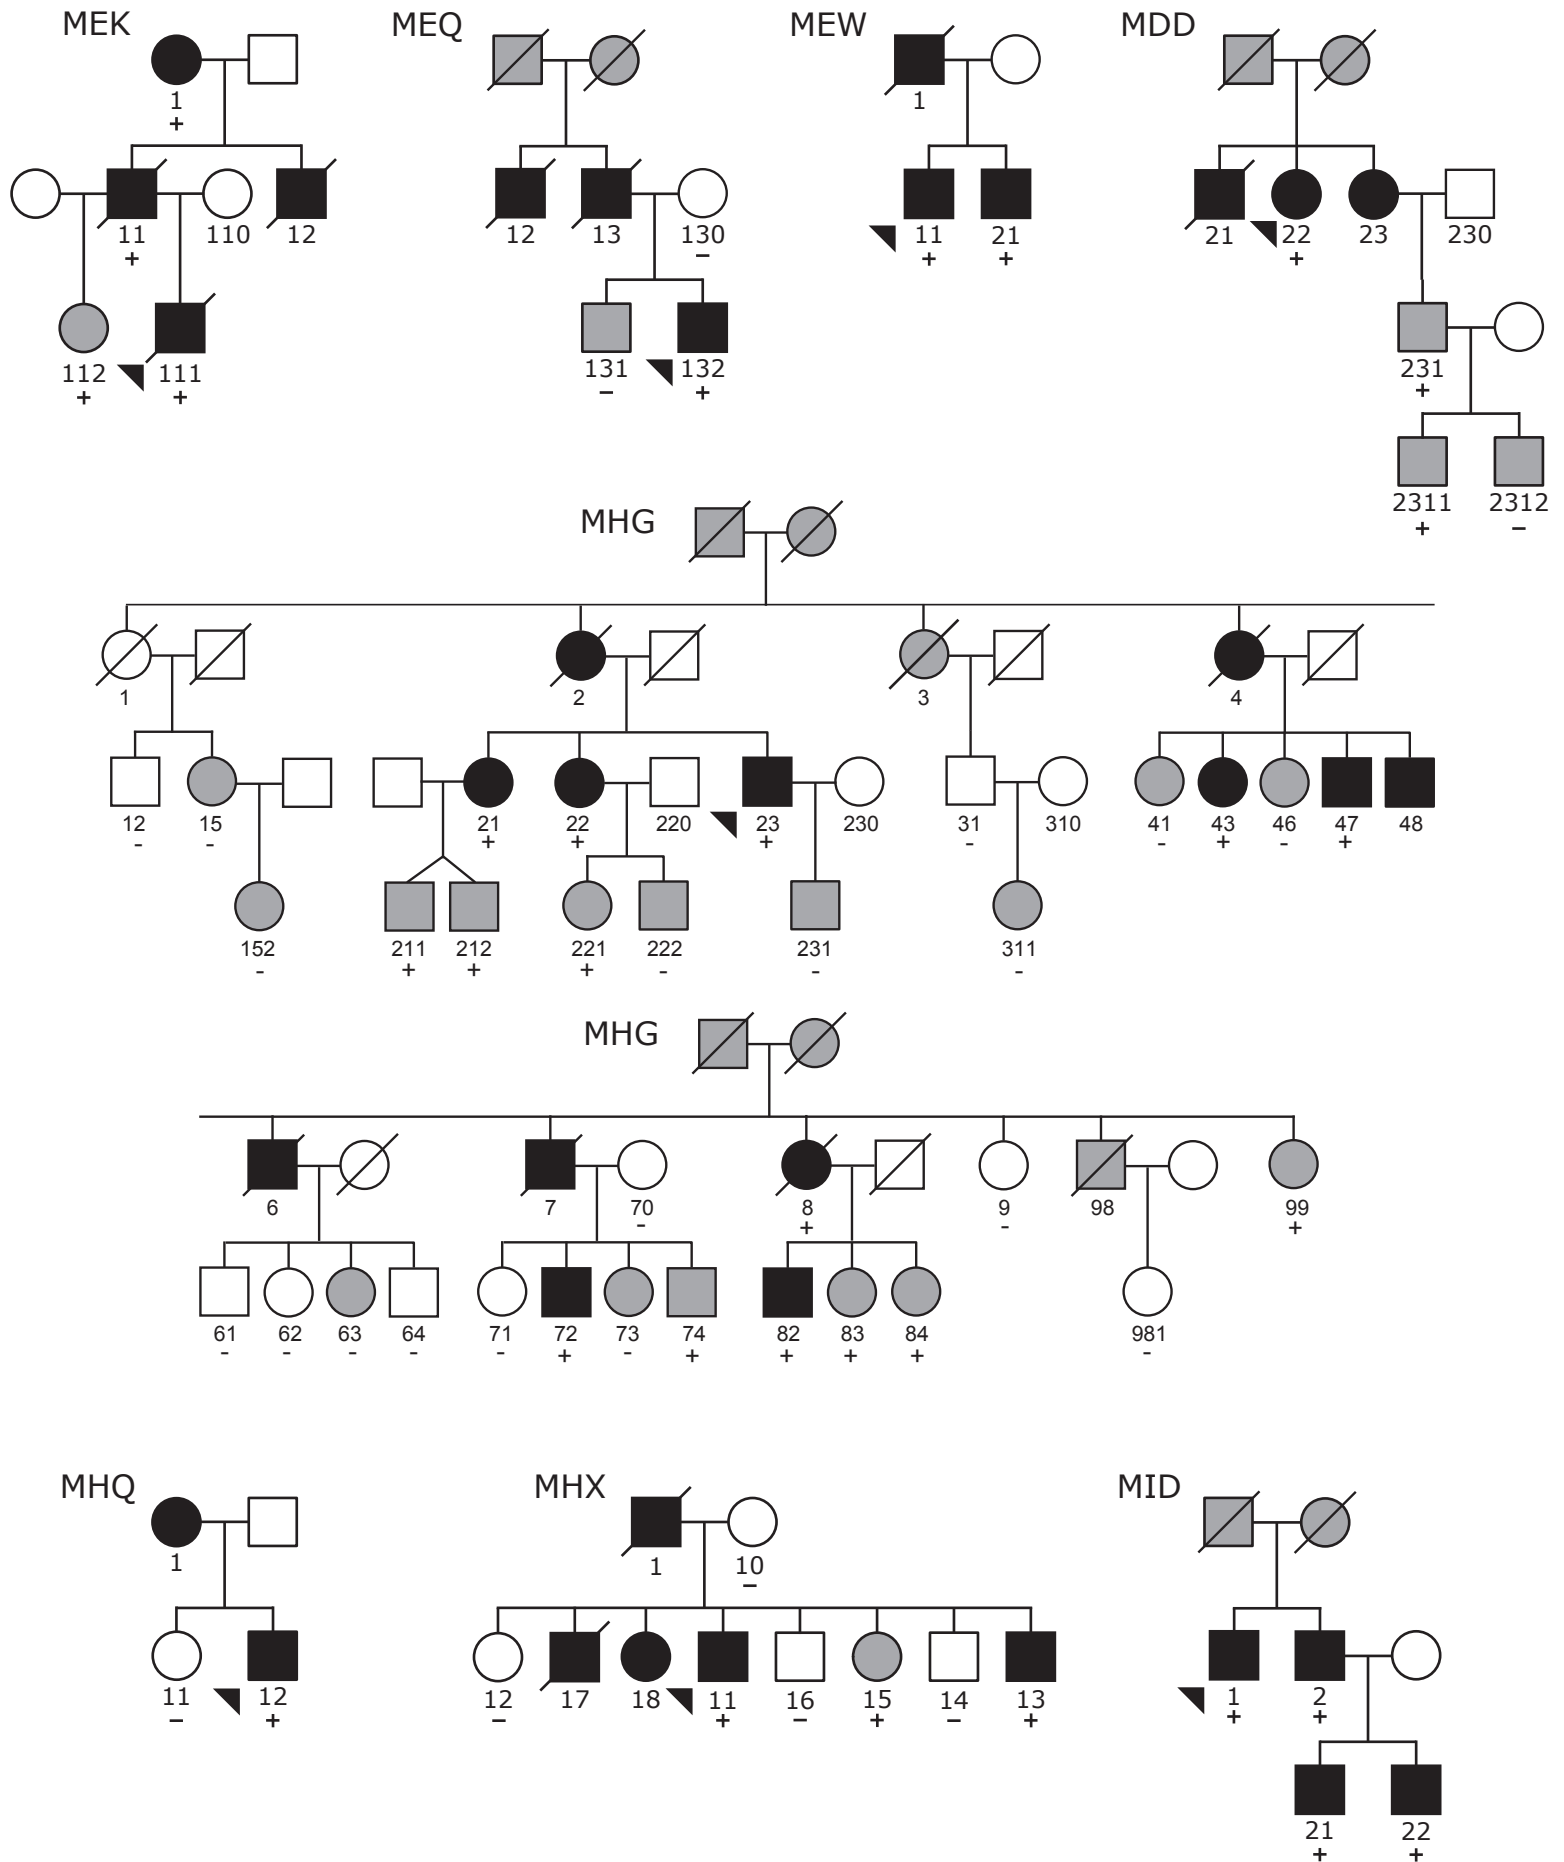 MEK MEQ MEW MDD
1 1
+
11 110 12 12 13 130 11 21 21 22 23 230
+ – + + +
112 111 131 132 231
+ + – + +
2311 2312
+ –
MHG
1 2 3 4
12 15 21 22 220 23 230 31 310 41 43 46 47 48
- - + + + - - + - +
152 211 212 221 222 231 311
- + + + - - -
MHG
6 7 70 8 9 98 99
- + - +
61 62 63 64 71 72 73 74 82 83 84 981
- - - - - + - + + + + -
MHQ MHX MID
1 1 10
–
11 12 12 17 18 11 16 15 14 13 1 2
– + – + – + – + + +
21 22
+ +